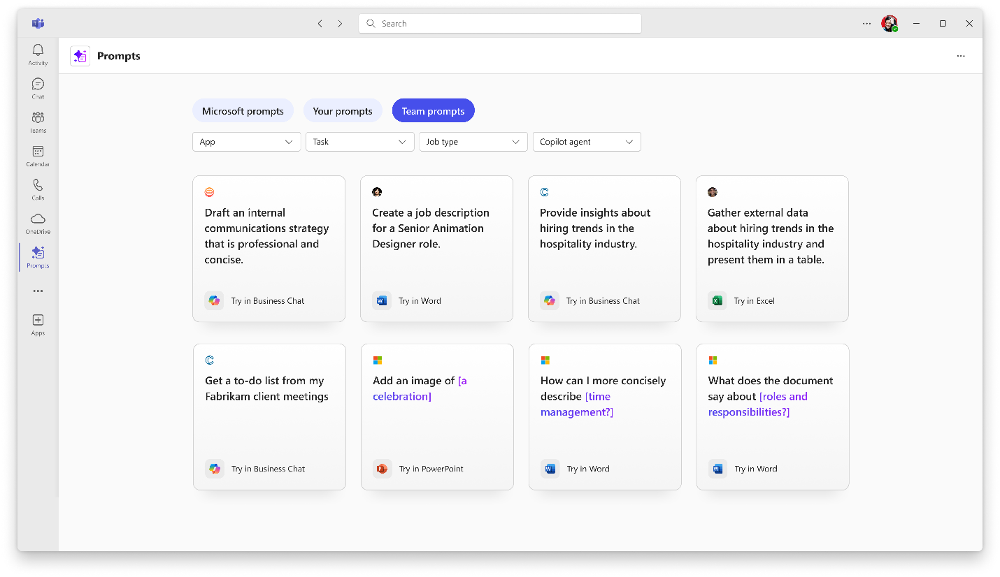 Search
Activity
Chat
Teams
Calendar
Calls
OneDrive
Prompts
Apps
Prompts
Microsoft prompts
Your prompts
Team prompts
App
Task
Job type
Copilot agent
Draft an internal
communications strategy
that is professional and
concise.
Try in Business Chat
Create a job description
for a Senior Animation
Designer role.
Try in Word
Provide insights about
hiring trends in the
hospitality industry.
Try in Business Chat
Gather external data
about hiring trends in the
hospitality industry and
present them in a table.
Try in Excel
Get a to-do list from my
Fabrikam client meetings
Try in Business Chat
Add an image of [a
celebration]
Try in PowerPoint
How can I more concisely
describe [time
management?]
Try in Word
What does the document
say about [roles and
responsibilities?]
Try in Word